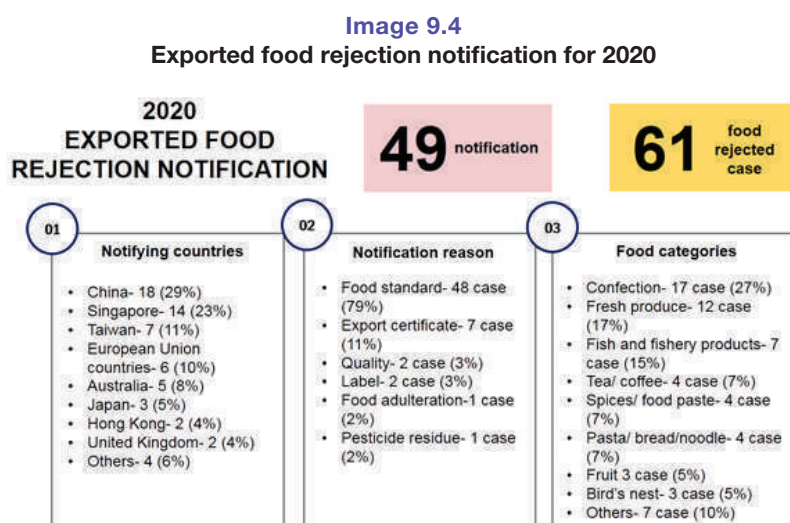 Image 9.4
Exported food rejection notification for 2020
2020
EXPORTED FOOD
REJECTION NOTIFICATION
49 notification
61 food
rejected
case
01
Notifying countries
• China- 18 (29%)
• Singapore- 14 (23%)
• Taiwan- 7 (11%)
• European Union
countries- 6 (10%)
• Australia- 5 (8%)
• Japan- 3 (5%)
• Hong Kong- 2 (4%)
• United Kingdom- 2 (4%)
• Others- 4 (6%)
02
Notification reason
• Food standard- 48 case
(79%)
• Export certificate- 7 case
(11%)
• Quality- 2 case (3%)
• Label- 2 case (3%)
• Food adulteration-1 case
(2%)
• Pesticide residue- 1 case
(2%)
03
Food categories
• Confection- 17 case (27%)
• Fresh produce- 12 case
(17%)
• Fish and fishery products- 7
case (15%)
• Tea/ coffee- 4 case (7%)
• Spices/ food paste- 4 case
(7%)
• Pasta/ bread/noodle- 4 case
(7%)
• Fruit 3 case (5%)
• Bird's nest- 3 case (5%)
• Others- 7 case (10%)